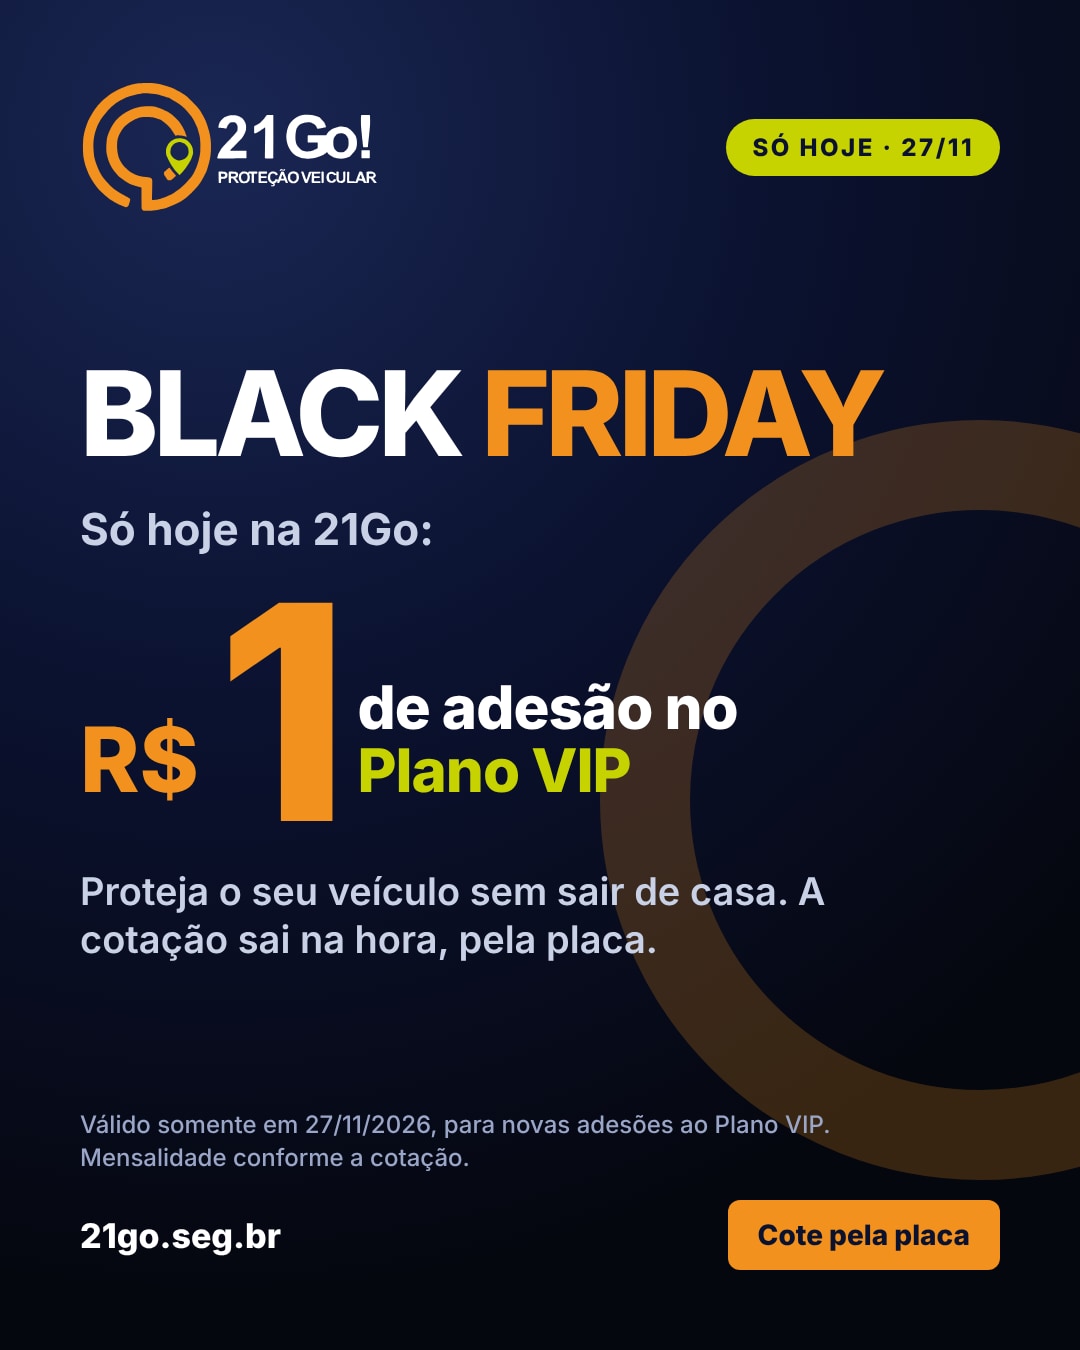 21Go!
PROTEÇÃO VEICULAR
SÓ HOJE · 27/11
BLACK FRIDAY
Só hoje na 21Go:
R$ 1 de adesão no
Plano VIP
Proteja o seu veículo sem sair de casa. A
cotação sai na hora, pela placa.
Válido somente em 27/11/2026, para novas adesões ao Plano VIP.
Mensalidade conforme a cotação.
21go.seg.br
Cote pela placa